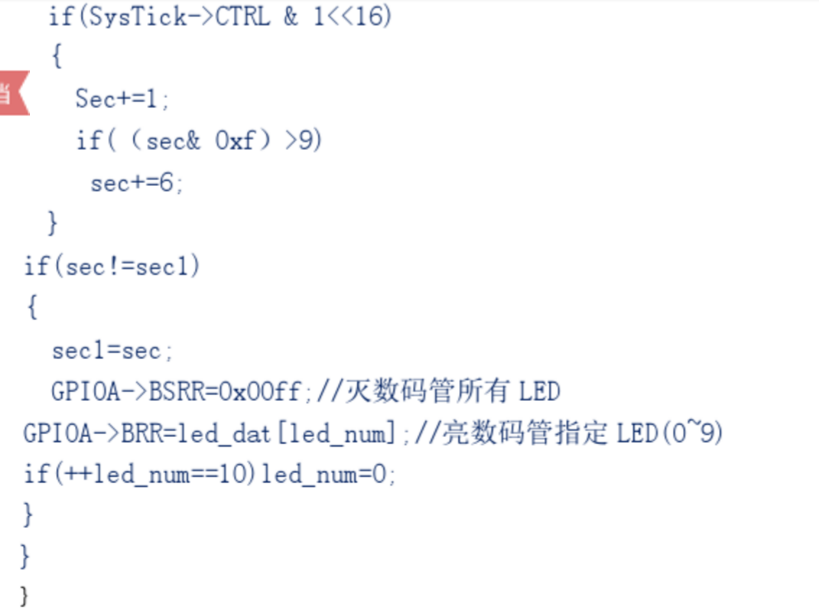 if(SysTick->CTRL & 1<<16)
{
档
Sec+=1;
if(（sec& 0xf）>9)
sec+=6;
}
if(sec!=sec1)
{
sec1=sec;
GPIOA->BSRR=0x00ff;//灭数码管所有 LED
GPIOA->BRR=led_dat[led_num];//亮数码管指定 LED(0~9)
if(++led_num==10)led_num=0;
}
}
}